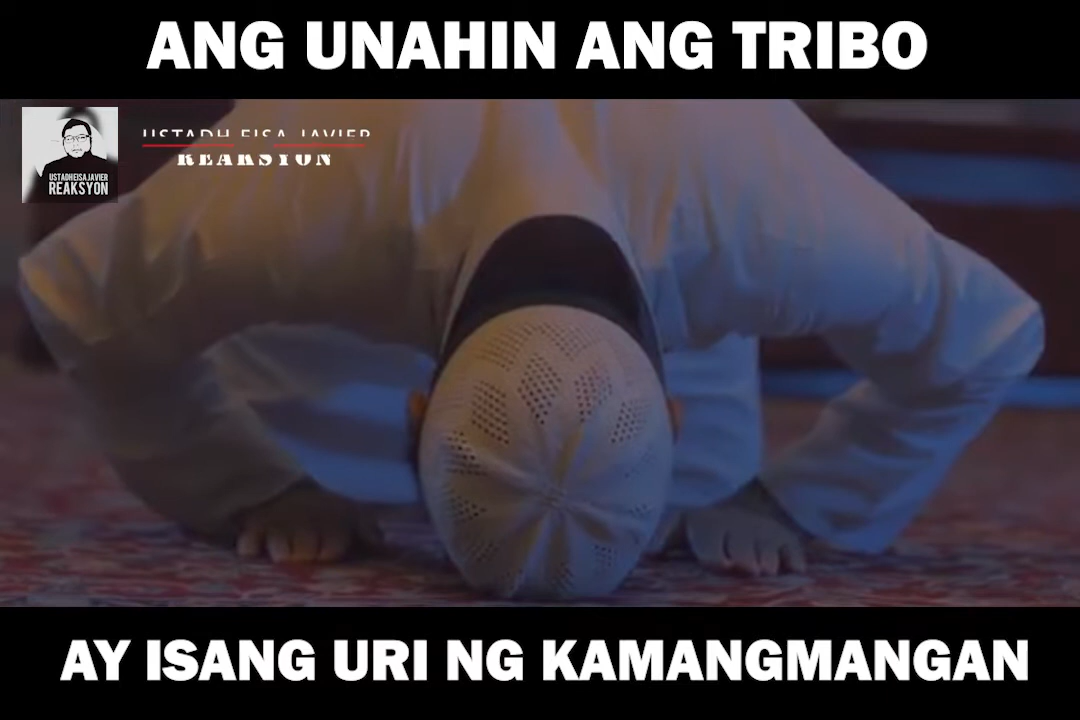 ANG UNAHIN ANG TRIBO
USTADH EISA JAVIER
REAKSYON
USTADHEISAJAVIER
REAKSYON
AY ISANG URI NG KAMANGMANGAN